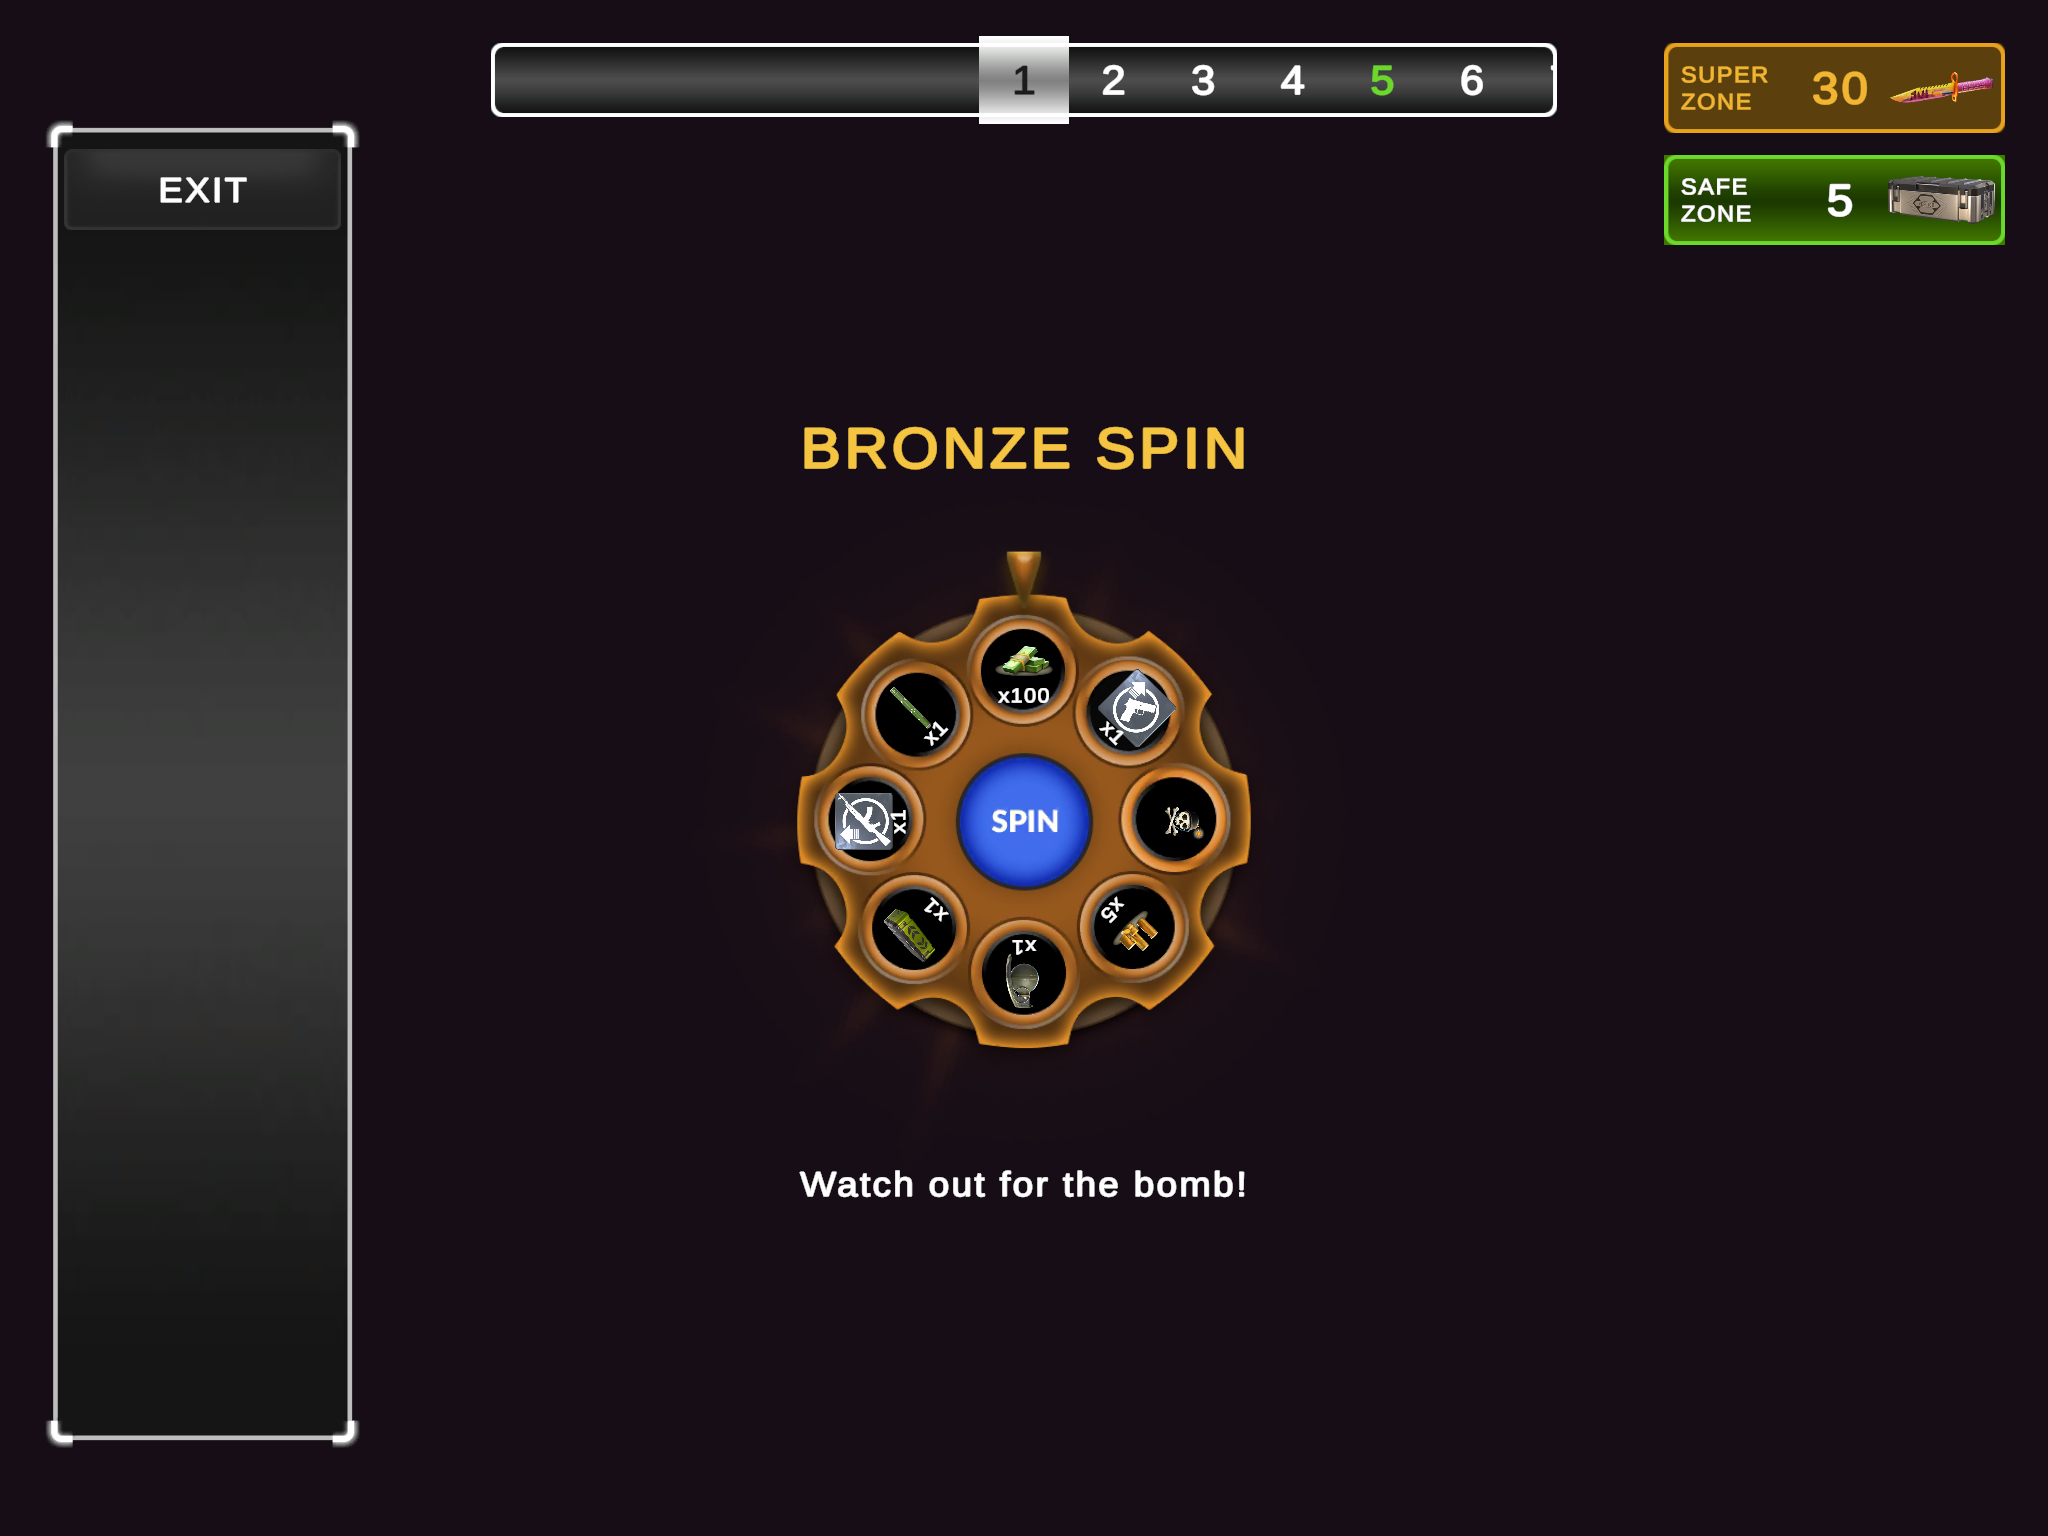 1 2 3 4 5 6
SUPER
ZONE
30
SAFE
ZONE
5
EXIT
BRONZE SPIN
x100
x1
x1
x1
SPIN
x1
x5
x1
Watch out for the bomb!